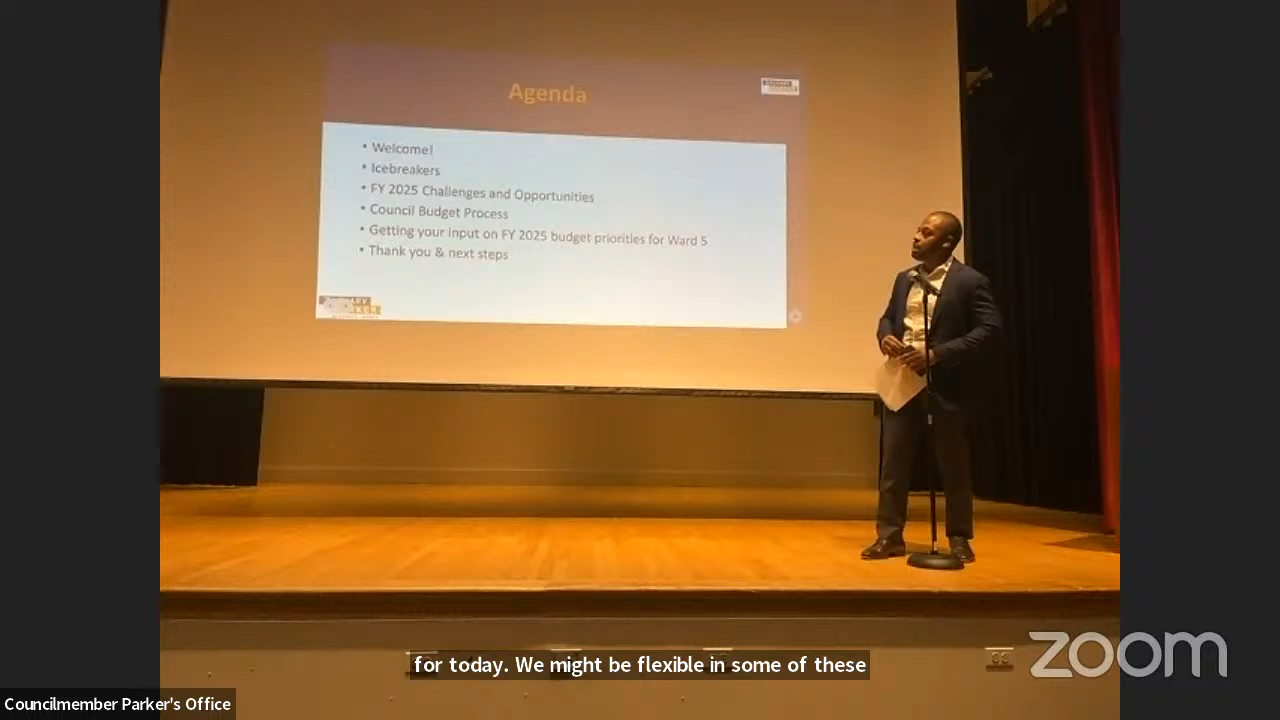 Agenda
• Welcome!
• Icebreakers
• FY 2025 Challenges and Opportunities
• Council Budget Process
• Getting your input on FY 2025 budget priorities for Ward 5
• Thank you & next steps
for today. We might be flexible in some of these
zoom
Councilmember Parker's Office